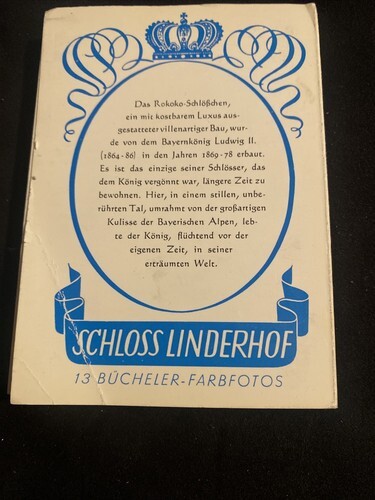 Das Rokoko-Schlößchen,
ein mit kostbarem Luxus aus-
gestatteter villenartiger Bau, wur-
de von dem Bayernkönig Ludwig II.
(1864-86) in den Jahren 1869-78 erbaut.
Es ist das einzige seiner Schlösser, das
dem König vergönnt war, längere Zeit zu
bewohnen. Hier, in einem stillen, unbe-
rührten Tal, umrahmt von der großartigen
Kulisse der Bayerischen Alpen, leb-
te der König, flüchtend vor der
eigenen Zeit, in seiner
erträumten Welt.
SCHLOSS LINDERHOF
13 BÜCHELER-FARBFOTOS